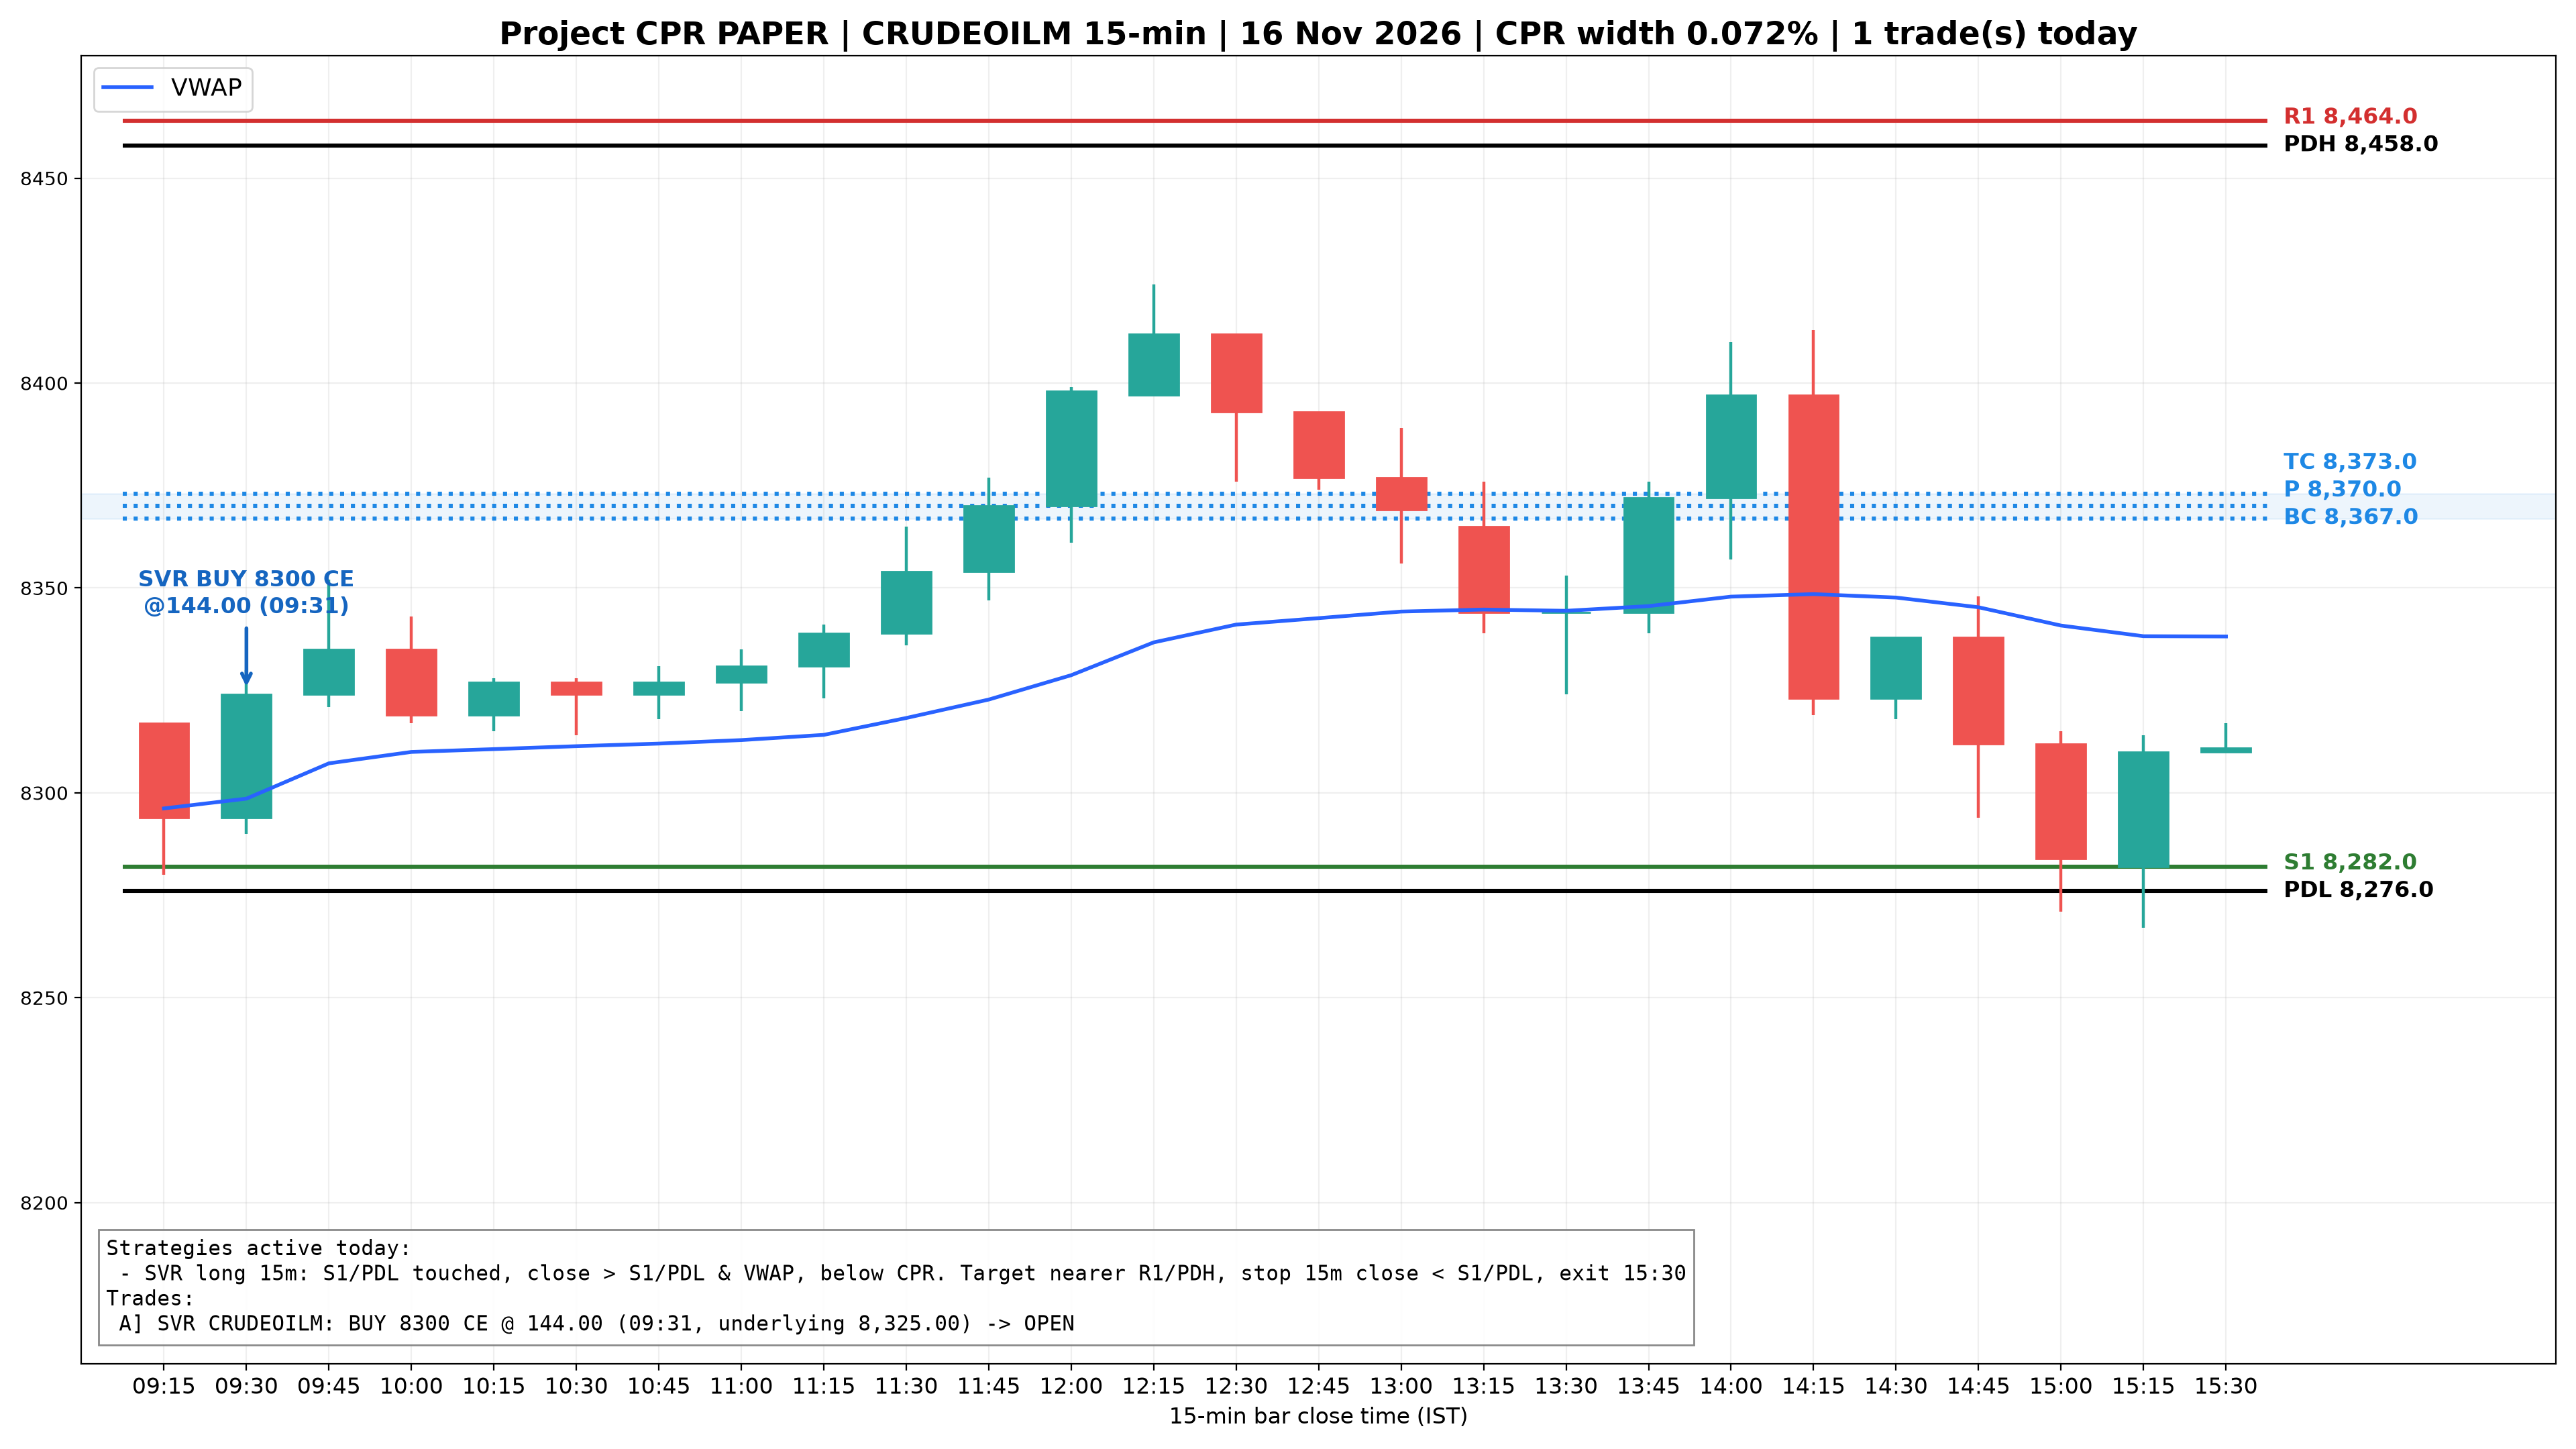 Project CPR PAPER | CRUDEOILM 15-min | 16 Nov 2026 | CPR width 0.072% | 1 trade(s) today
VWAP
R1 8,464.0
PDH 8,458.0
8450
8400
TC 8,373.0
P 8,370.0
BC 8,367.0
8350
SVR BUY 8300 CE
@144.00 (09:31)
8300
S1 8,282.0
PDL 8,276.0
8250
8200
Strategies active today:
- SVR long 15m: S1/PDL touched, close > S1/PDL & VWAP, below CPR. Target nearer R1/PDH, stop 15m close < S1/PDL, exit 15:30
Trades:
A] SVR CRUDEOILM: BUY 8300 CE @ 144.00 (09:31, underlying 8,325.00) -> OPEN
09:15 09:30 09:45 10:00 10:15 10:30 10:45 11:00 11:15 11:30 11:45 12:00 12:15 12:30 12:45 13:00 13:15 13:30 13:45 14:00 14:15 14:30 14:45 15:00 15:15 15:30
15-min bar close time (IST)